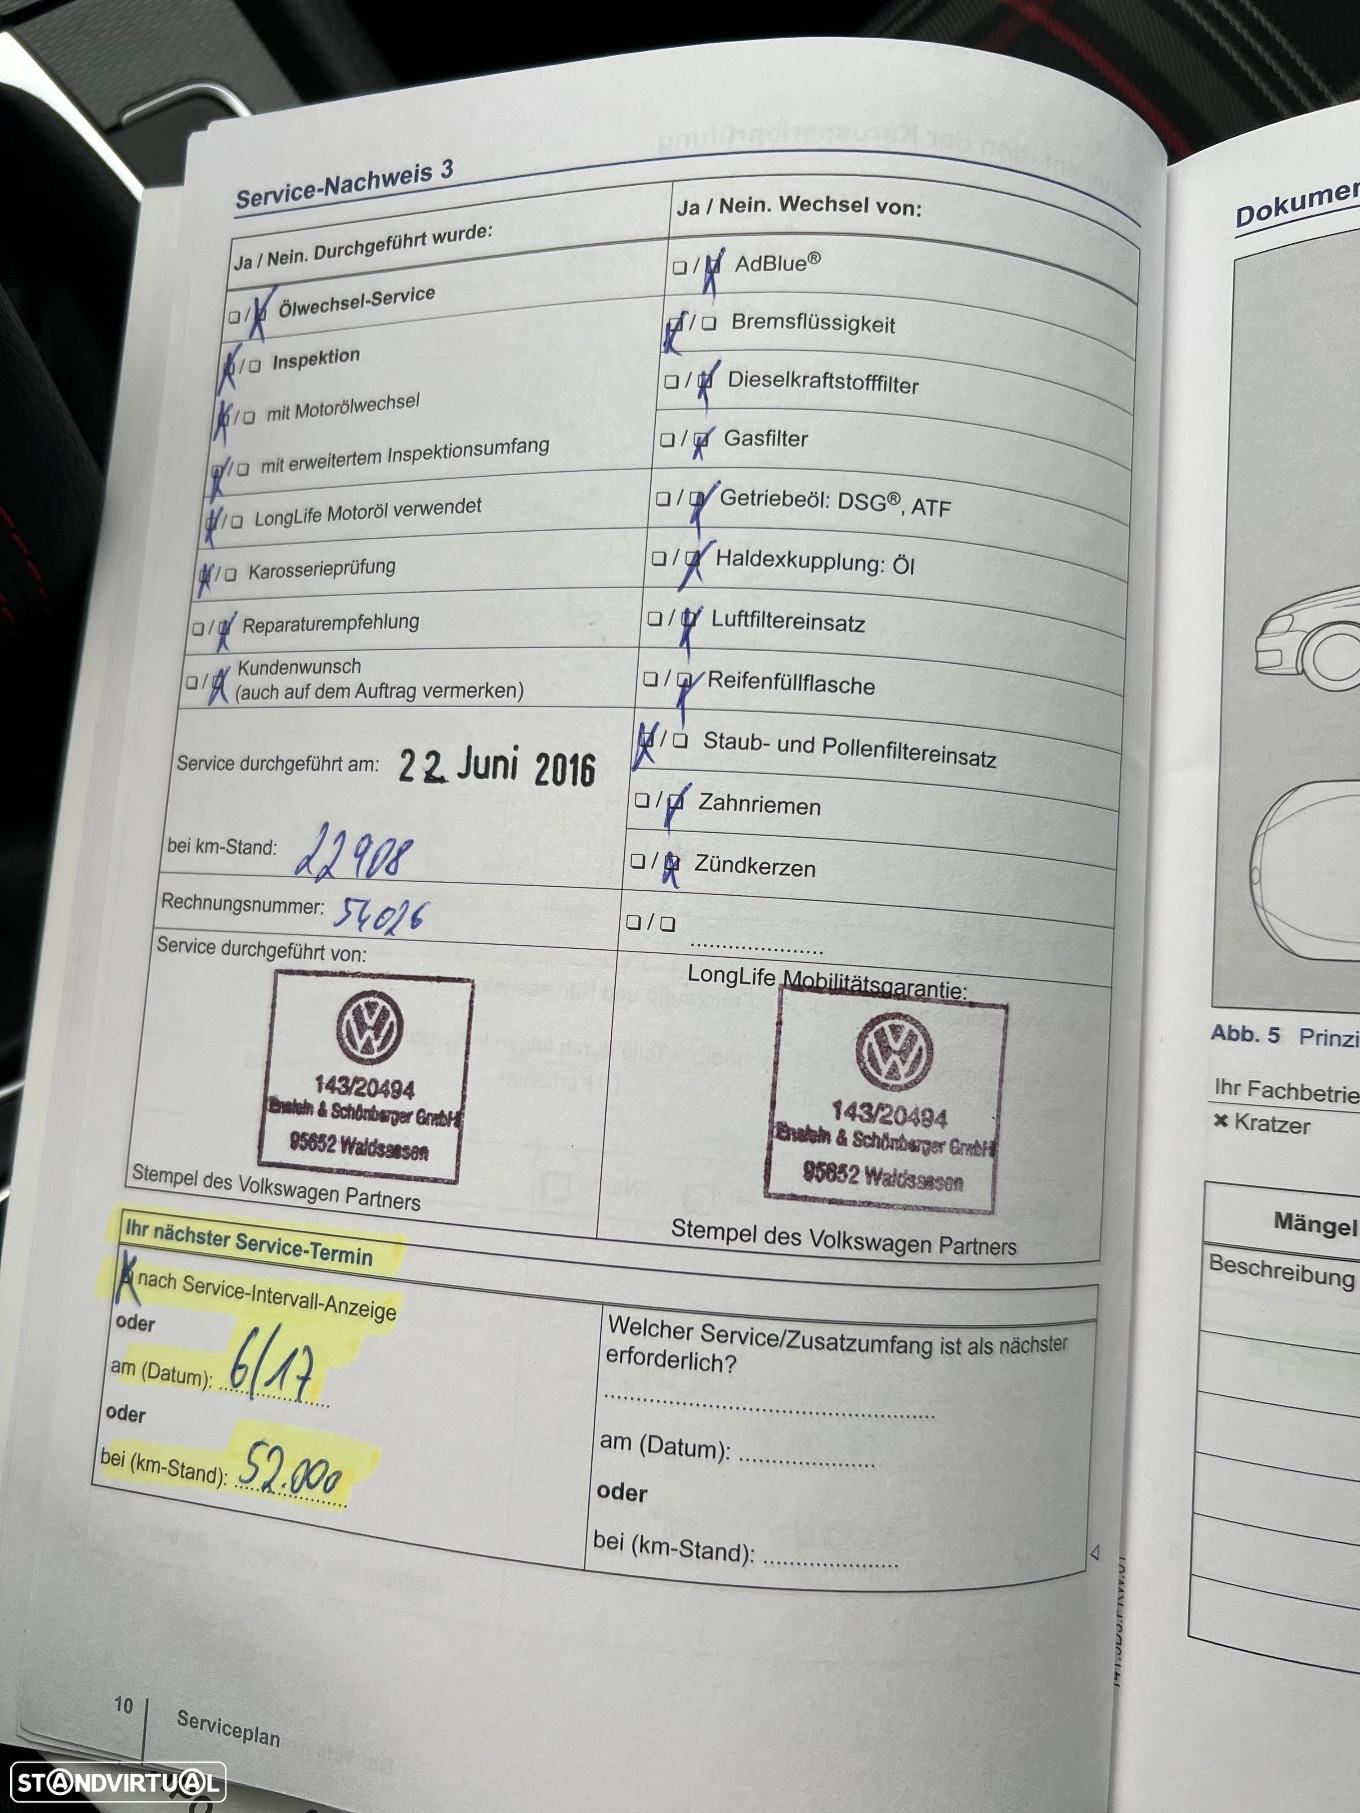 Service-Nachweis 3
Ja / Nein. Durchgeführt wurde:
❏ / ❏ Ölwechsel-Service
❏ / ❏ Inspektion
❏ / ❏ mit Motorölwechsel
❏ / ❏ mit erweitertem Inspektionsumfang
❏ / ❏ LongLife Motoröl verwendet
❏ / ❏ Karosserieprüfung
❏ / ❏ Reparaturempfehlung
❏ / ❏ Kundenwunsch
(auch auf dem Auftrag vermerken)
Service durchgeführt am: 22. Juni 2016
bei km-Stand: 22908
Rechnungsnummer: 54026
Service durchgeführt von:
VW
143/20494
& Schönberger GmbH
95652 Waldsassen
Stempel des Volkswagen Partners
Ja / Nein. Wechsel von:
❏ / ❏ AdBlue®
❏ / ❏ Bremsflüssigkeit
❏ / ❏ Dieselkraftstofffilter
❏ / ❏ Gasfilter
❏ / ❏ Getriebeöl: DSG®, ATF
❏ / ❏ Haldexkupplung: Öl
❏ / ❏ Luftfiltereinsatz
❏ / ❏ Reifenfüllflasche
❏ / ❏ Staub- und Pollenfiltereinsatz
❏ / ❏ Zahnriemen
❏ / ❏ Zündkerzen
❏ / ❏ ......................
LongLife Mobilitätsgarantie:
VW
143/20494
& Schönberger GmbH
95652 Waldsassen
Stempel des Volkswagen Partners
Ihr nächster Service-Termin
nach Service-Intervall-Anzeige
oder
am (Datum): 6/17
oder
bei (km-Stand): 52.000
Welcher Service/Zusatzumfang ist als nächster
erforderlich?
am (Datum): ......................
oder
bei (km-Stand): ......................
10
Serviceplan
Dokumen
Abb. 5 Prinzi
Ihr Fachbetrie
✖ Kratzer
Mängel
Beschreibung
STANDVIRTUAL